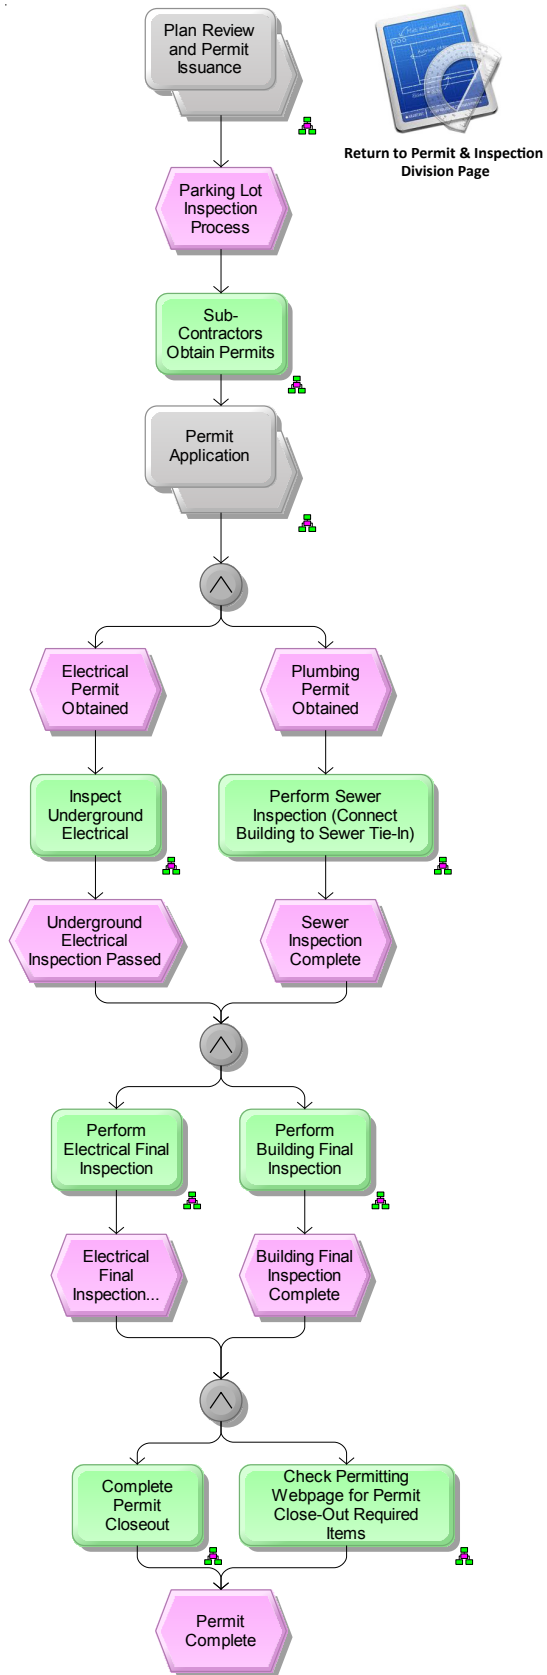 Plan Review
and Permit
Issuance
Return to Permit & Inspection
Division Page
Parking Lot
Inspection
Process
Sub-
Contractors
Obtain Permits
Permit
Application
Electrical
Permit
Obtained
Plumbing
Permit
Obtained
Inspect
Underground
Electrical
Perform Sewer
Inspection (Connect
Building to Sewer Tie-In)
Underground
Electrical
Inspection Passed
Sewer
Inspection
Complete
Perform
Electrical Final
Inspection
Perform
Building Final
Inspection
Electrical
Final
Inspection...
Building Final
Inspection
Complete
Complete
Permit
Closeout
Check Permitting
Webpage for Permit
Close-Out Required
Items
Permit
Complete